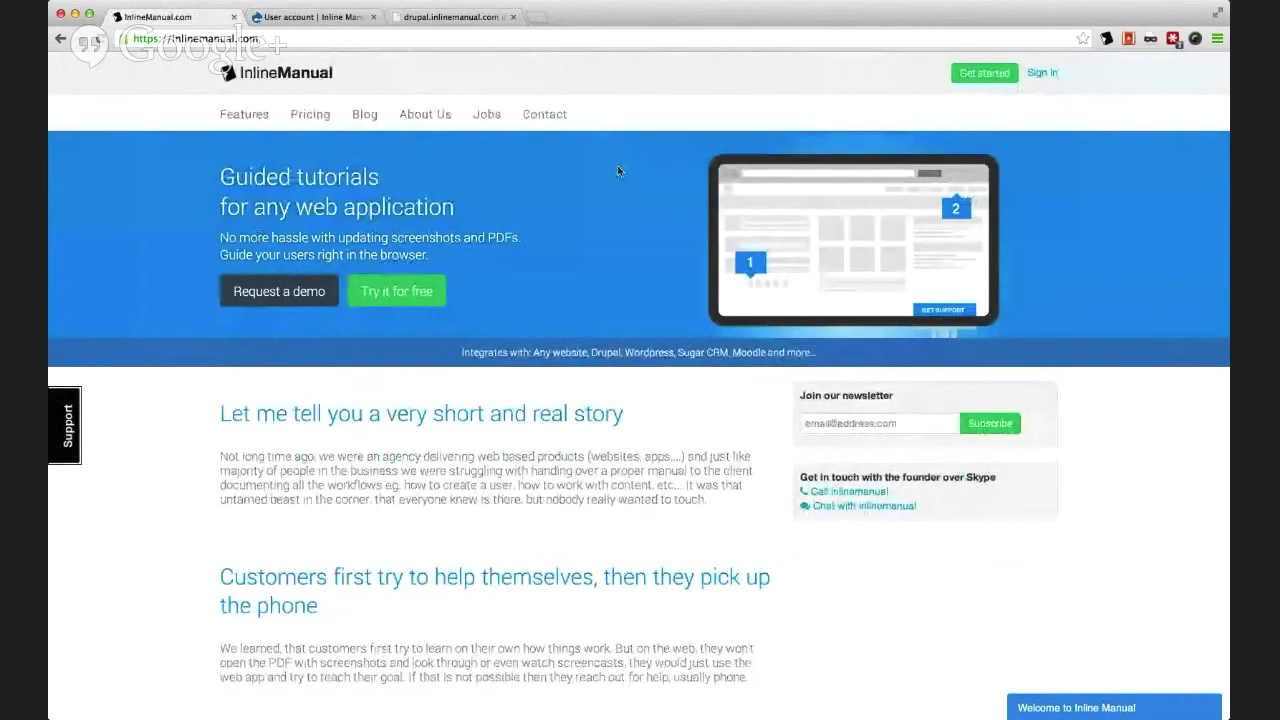 InlineManual.com
User account | Inline Man
drupal.inlinemanual.com
Google+
https://inlinemanual.com
InlineManual
Get started
Sign In
Features
Pricing
Blog
About Us
Jobs
Contact
Guided tutorials
for any web application
No more hassle with updating screenshots and PDFs.
Guide your users right in the browser.
Request a demo
Try it for free
1
2
GET SUPPORT
Integrates with: Any website, Drupal, Wordpress, Sugar CRM, Moodle and more...
Support
Let me tell you a very short and real story
Not long time ago, we were an agency delivering web based products (websites, apps,...) and just like
majority of people in the business we were struggling with handing over a proper manual to the client
documenting all the workflows eg. how to create a user, how to work with content, etc... It was that
untamed beast in the corner, that everyone knew is there, but nobody really wanted to touch.
Join our newsletter
email@address.com
Subscribe
Get in touch with the founder over Skype
Call inlinemanual
Chat with inlinemanual
Customers first try to help themselves, then they pick up
the phone
We learned, that customers first try to learn on their own how things work. But on the web, they won't
open the PDF with screenshots and look through or even watch screencasts, they would just use the
web app and try to reach their goal. If that is not possible then they reach out for help, usually phone.
Welcome to Inline Manual